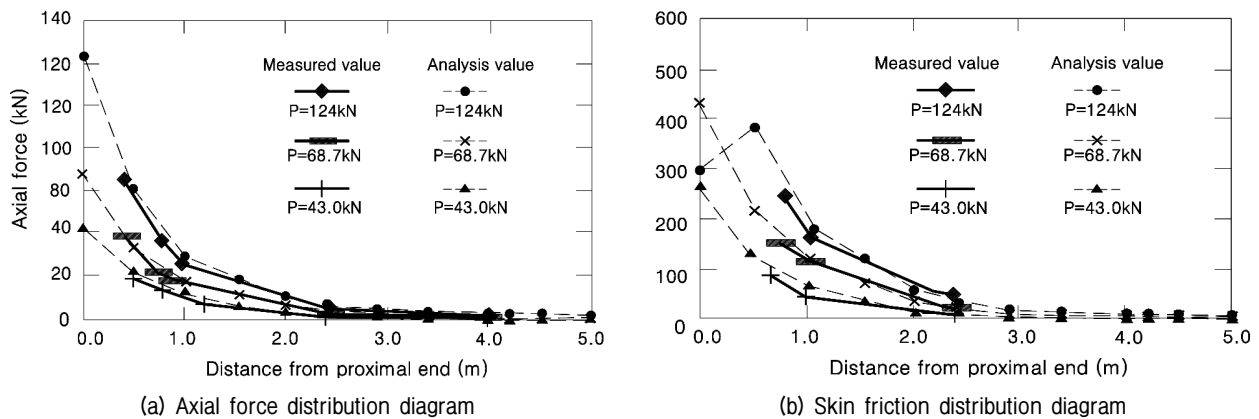 Axial force (kN)
140
120
120
100
80
40
20
0
0.0 1.0 2.0 3.0 4.0 5.0
Distance from proximal end (m)
Measured value Analysis value
P=124kN P=124kN
P=68.7kN P=68.7kN
P=43.0kN P=43.0kN
(a) Axial force distribution diagram
600
500
400
300
200
100
0
0.0 1.0 2.0 3.0 4.0 5.0
Distance from proximal end (m)
Measured value Analysis value
P=124kN P=124kN
P=68.7kN P=68.7kN
P=43.0kN P=43.0kN
(b) Skin friction distribution diagram